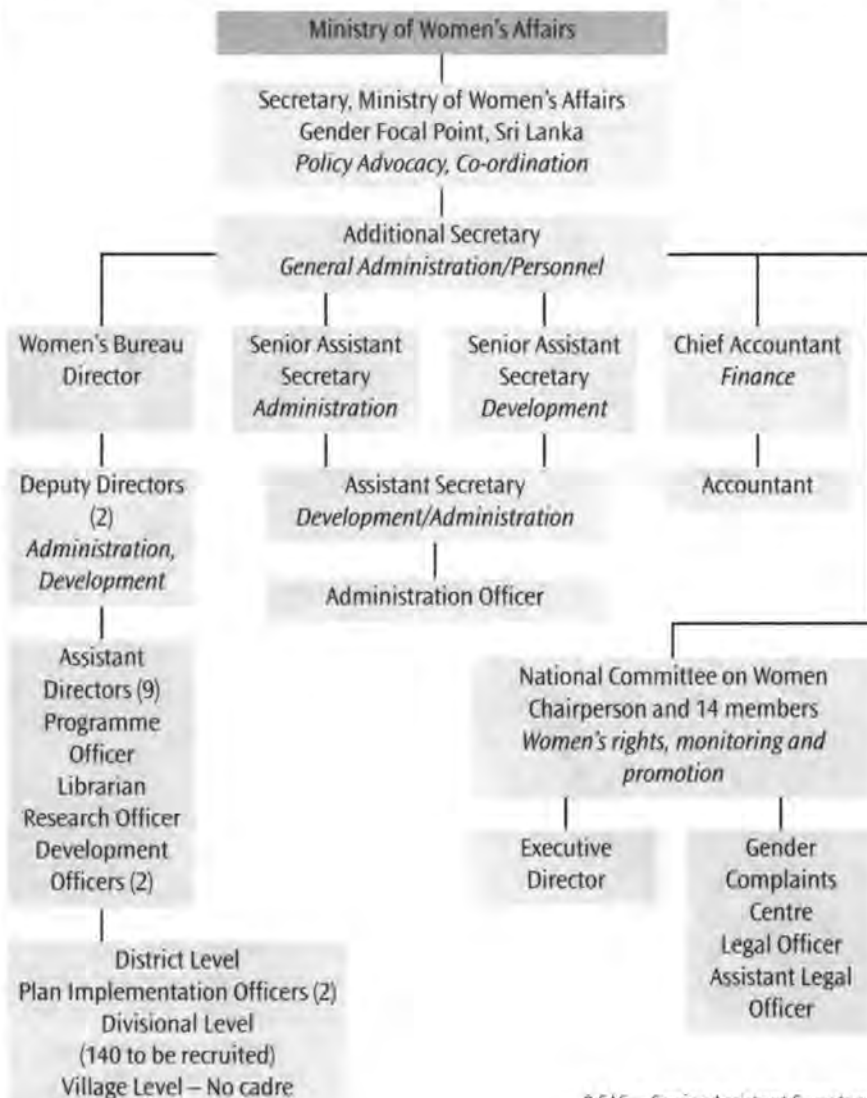 Ministry of Women's Affairs
Secretary, Ministry of Women's Affairs
Gender Focal Point, Sri Lanka
Policy Advocacy, Co-ordination
Additional Secretary
General Administration/Personnel
Women's Bureau
Director
Senior Assistant
Secretary
Administration
Senior Assistant
Secretary
Development
Chief Accountant
Finance
Deputy Directors
(2)
Administration,
Development
Assistant Secretary
Development/Administration
Accountant
Administration Officer
Assistant
Directors (9)
Programme
Officer
Librarian
Research Officer
Development
Officers (2)
National Committee on Women
Chairperson and 14 members
Women's rights, monitoring and
promotion
Executive
Director
Gender
Complaints
Centre
Legal Officer
Assistant Legal
Officer
District Level
Plan Implementation Officers (2)
Divisional Level
(140 to be recruited)
Village Level – No cadre